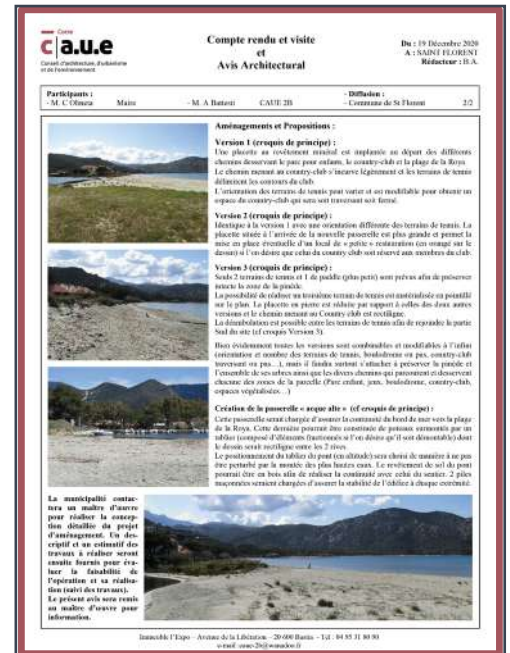 Corse
c|a.u.e
Conseil d'architecture, d'urbanisme
et de l'environnement
Compte rendu et visite
et
Avis Architectural
Du : 19 Décembre 2020
A : SAINT FLORENT
Rédacteur : B.A.
Participants :
- M. C Olmeta Maire - M. A Battesti CAUE 2B
- Diffusion :
- Commune de St Florent 2/2
Aménagements et Propositions :
Version 1 (croquis de principe) :
Une placette au revêtement minéral est implantée au départ des différents
chemins desservant le parc pour enfants, le country-club et la plage de la Roya.
Le chemin menant au country-club s'incurve légèrement et les terrains de tennis
délimitent les contours du club.
L'orientation des terrains de tennis peut varier et est modifiable pour obtenir un
espace du country-club qui sera soit traversant soit fermé.
Version 2 (croquis de principe) :
Identique à la version 1 avec une orientation différente des terrains de tennis. La
placette située à l'arrivée de la nouvelle passerelle est plus grande et permet la
mise en place éventuelle d'un local de « petite » restauration (en orangé sur le
dessin) si l'on désire que celui du country club soit réservé aux membres du club.
Version 3 (croquis de principe) :
Seuls 2 terrains de tennis et 1 de paddle (plus petit) sont prévus afin de préserver
intacte la zone de la pinède.
La possibilité de réaliser un troisième terrain de tennis est matérialisée en pointillé
sur le plan. La placette en pierre est réduite par rapport à celles des deux autres
versions et le chemin menant au Country club est rectiligne.
La déambulation est possible entre les terrains de tennis afin de rejoindre la partie
Sud du site (cf croquis Version 3).
Bien évidemment toutes les versions sont combinables et modifiables à l'infini
(orientation et nombre des terrains de tennis, boulodrome ou pas, country-club
traversant ou pas…), mais il faudra surtout s'attacher à préserver la pinède et
l'ensemble de ses arbres ainsi que les divers chemins qui parcourent et desservent
chacune des zones de la parcelle (Parc enfant, jeux, boulodrome, country-club,
espaces végétalisés…)
Création de la passerelle « acque alte » (cf croquis de principe) :
Cette passerelle serait chargée d'assurer la continuité du bord de mer vers la plage
de la Roya. Cette dernière pourrait être constituée de poteaux surmontés par un
tablier (composé d'éléments fractionnés si l'on désire qu'il soit démontable) dont
le dessin serait rectiligne entre les 2 rives.
Le positionnement du tablier du pont (en altitude) sera choisi de manière à ne pas
être perturbé par la montée des plus hautes eaux. Le revêtement de sol du pont
pourrait être en bois afin de réaliser la continuité avec celui du sentier. 2 piles
maçonnées seraient chargées d'assurer la stabilité de l'édifice à chaque extrémité.
La municipalité contac-
tera un maître d'œuvre
pour réaliser la concep-
tion détaillée du projet
d'aménagement. Un des-
criptif et un estimatif des
travaux à réaliser seront
ensuite fournis pour éva-
luer la faisabilité de
l'opération et sa réalisa-
tion (suivi des travaux).
Le présent avis sera remis
au maître d'œuvre pour
information.
Immeuble l'Expo – Avenue de la Libération – 20 600 Bastia – Tél : 04 95 31 80 90
e-mail caue-2b@wanadoo.fr